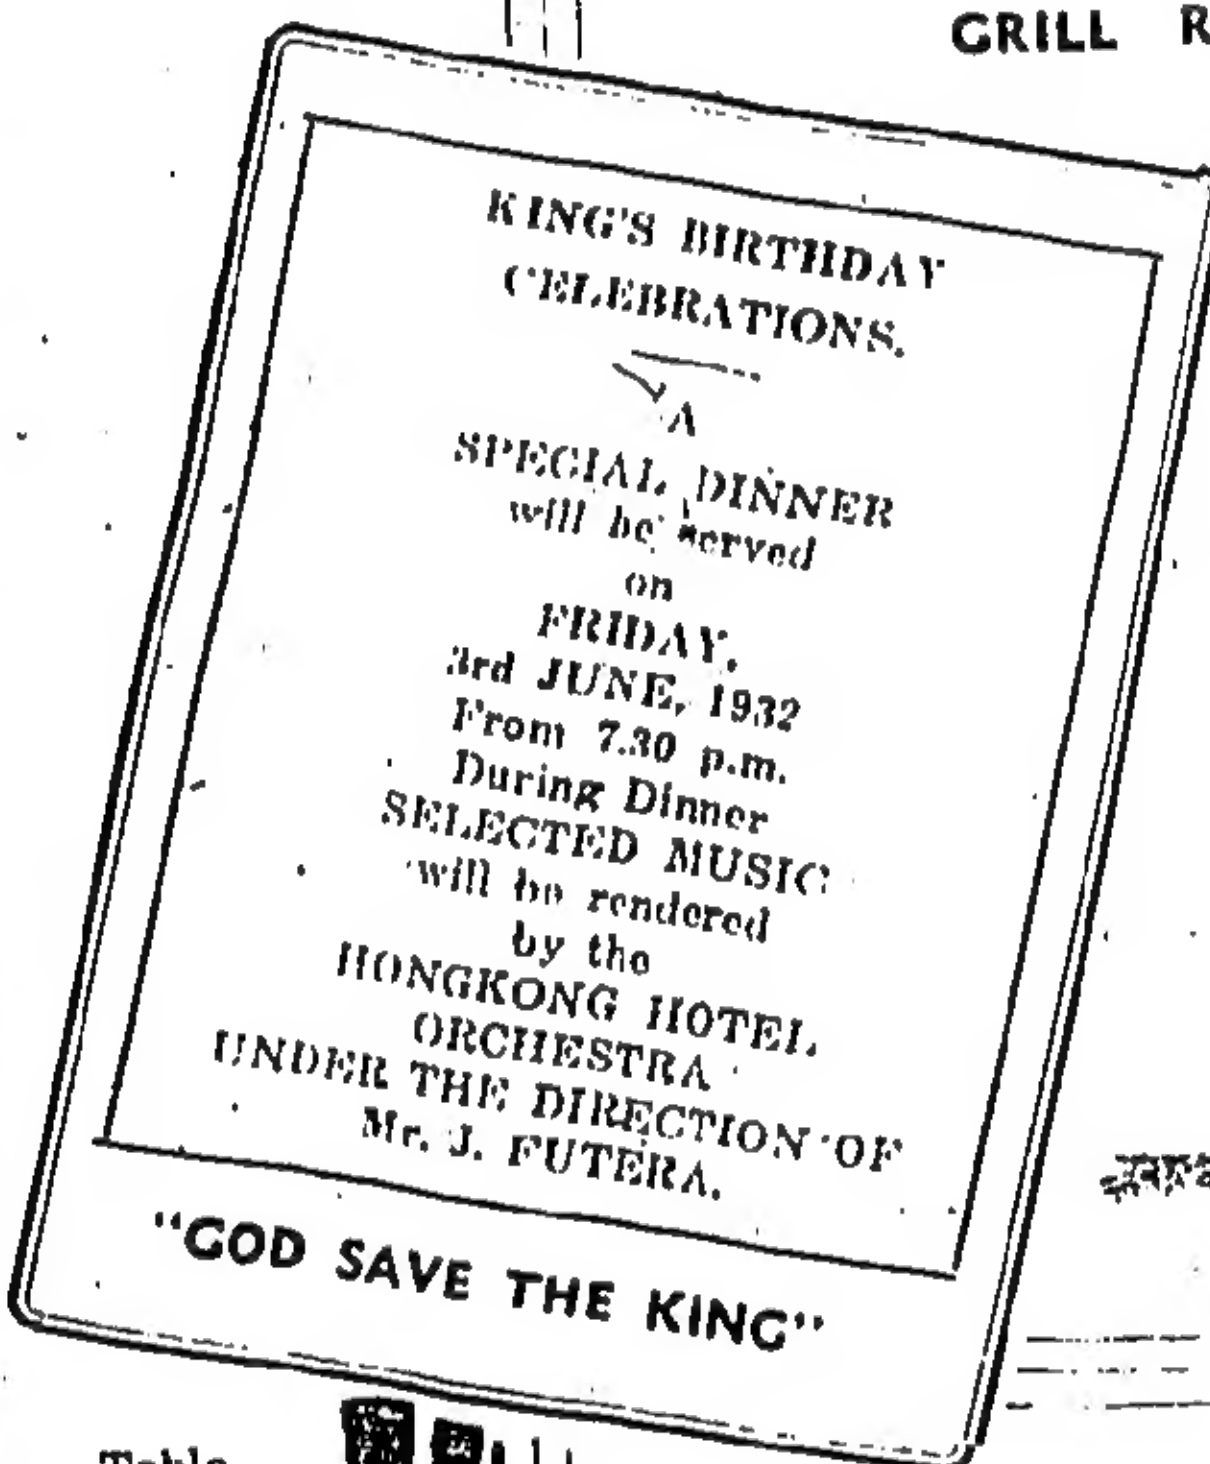 GRILL R
KING'S BIRTHDAY
CELEBRATIONS.
A
SPECIAL DINNER
will be served
on
FRIDAY,
3rd JUNE, 1932
From 7.30 p.m.
During Dinner
SELECTED MUSIC
will be rendered
by the
HONGKONG HOTEL
ORCHESTRA
UNDER THE DIRECTION OF
Mr. J. FUTERA.
"GOD SAVE THE KING"
Table